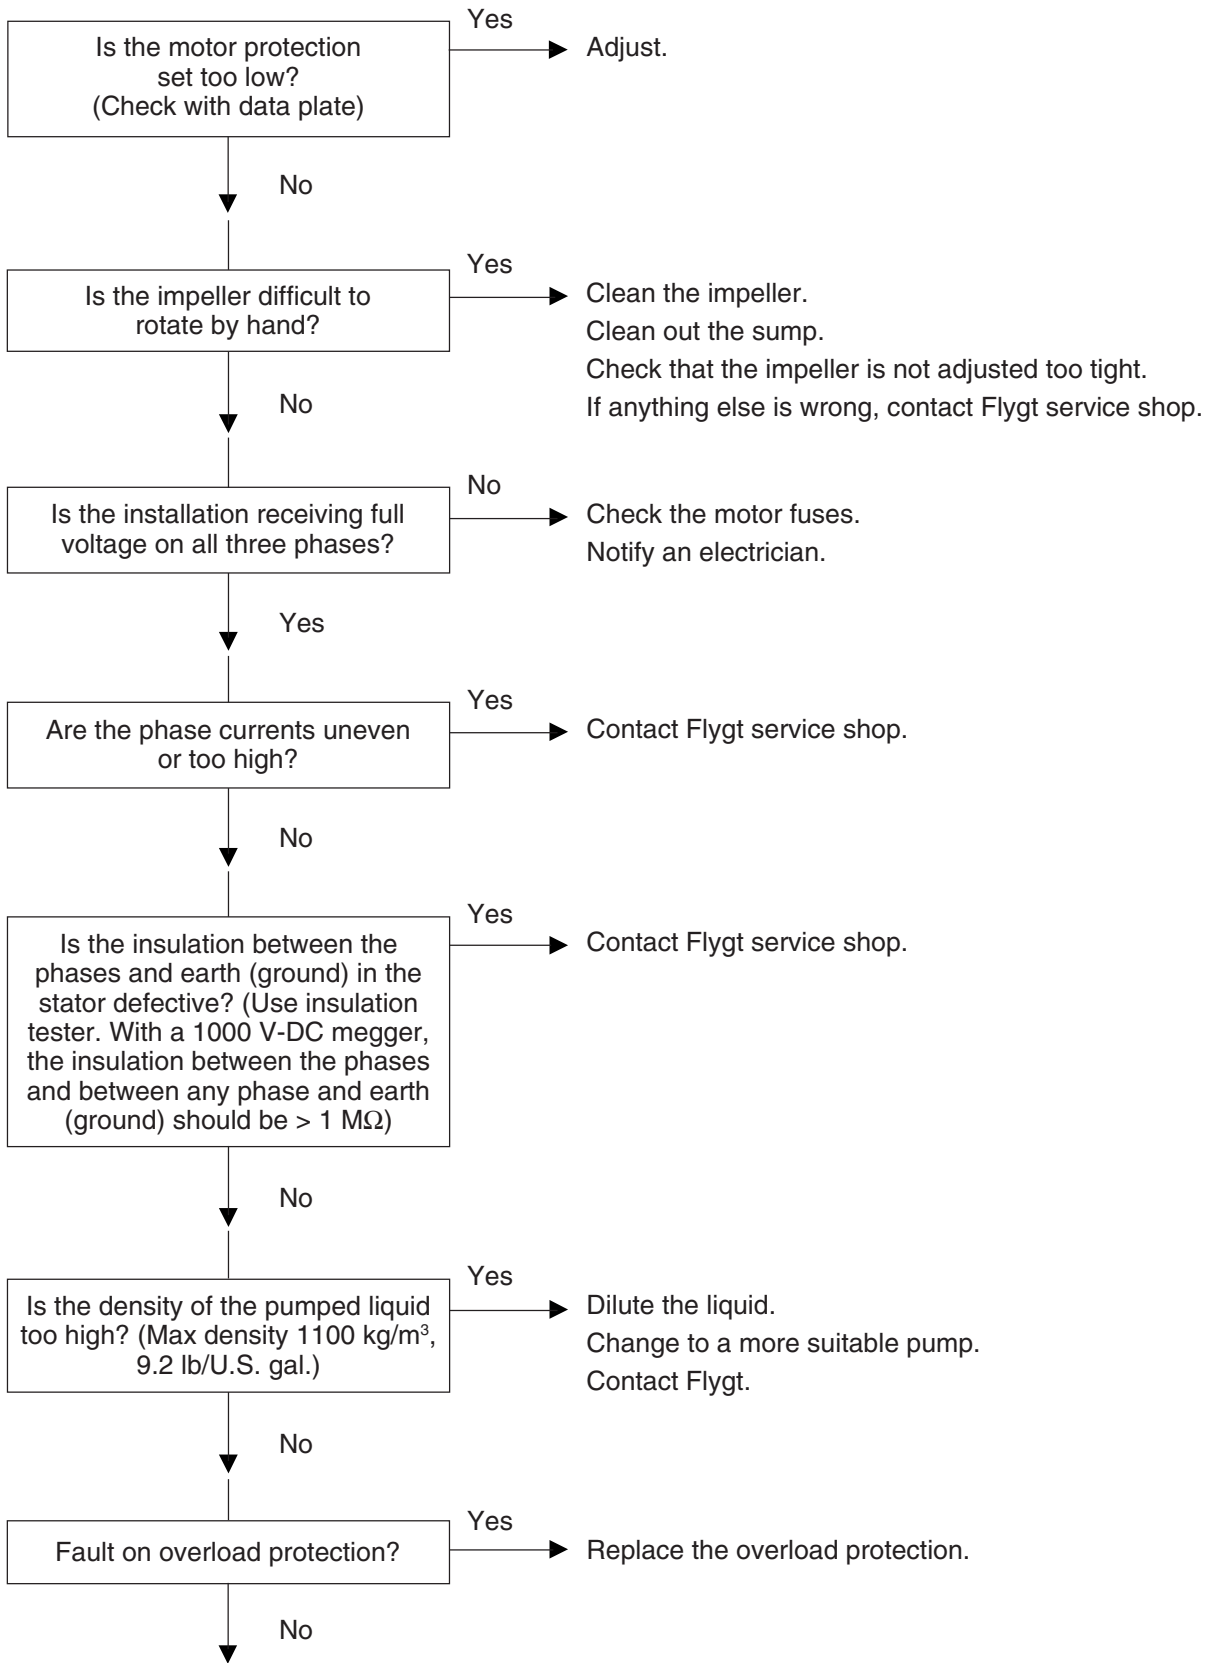 Yes
Is the motor protection
set too low?
(Check with data plate)
Adjust.
No
Yes
Is the impeller difficult to
rotate by hand?
Clean the impeller.
Clean out the sump.
Check that the impeller is not adjusted too tight.
If anything else is wrong, contact Flygt service shop.
No
No
Is the installation receiving full
voltage on all three phases?
Check the motor fuses.
Notify an electrician.
Yes
Yes
Are the phase currents uneven
or too high?
Contact Flygt service shop.
No
Yes
Is the insulation between the
phases and earth (ground) in the
stator defective? (Use insulation
tester. With a 1000 V-DC megger,
the insulation between the phases
and between any phase and earth
(ground) should be > 1 MΩ)
Contact Flygt service shop.
No
Yes
Is the density of the pumped liquid
too high? (Max density 1100 kg/m³,
9.2 lb/U.S. gal.)
Dilute the liquid.
Change to a more suitable pump.
Contact Flygt.
No
Yes
Fault on overload protection?
Replace the overload protection.
No